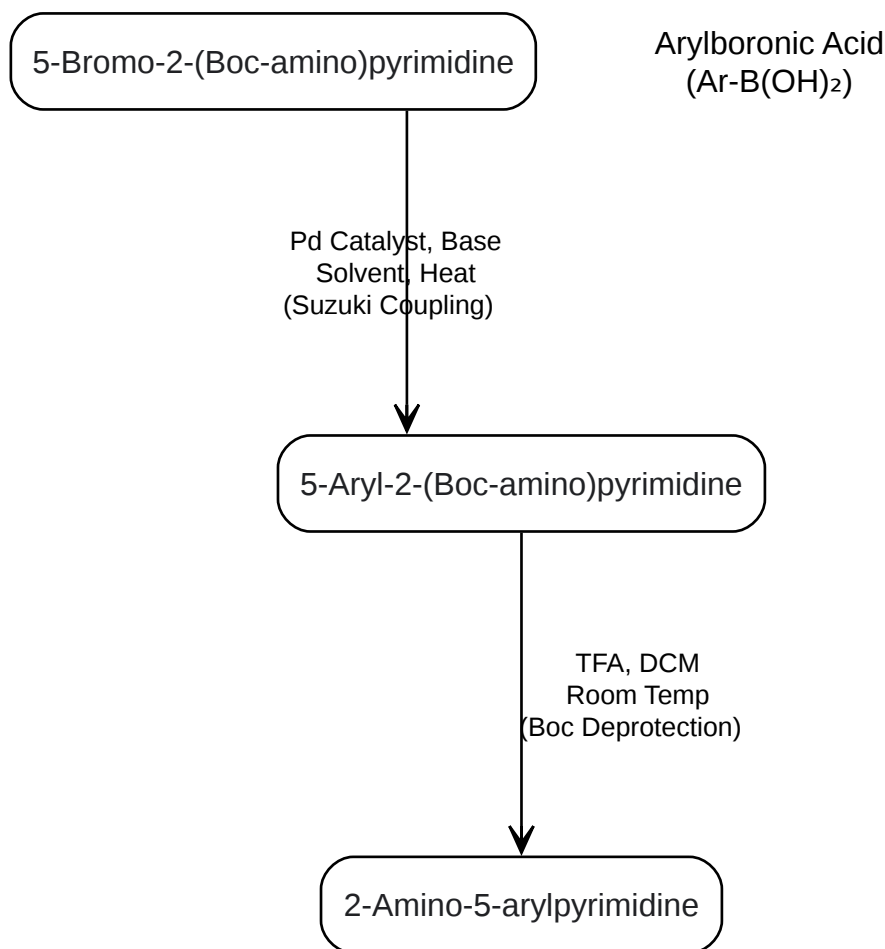 5-Bromo-2-(Boc-amino)pyrimidine
Arylboronic Acid
(Ar-B(OH)₂)
Pd Catalyst, Base
Solvent, Heat
(Suzuki Coupling)
5-Aryl-2-(Boc-amino)pyrimidine
TFA, DCM
Room Temp
(Boc Deprotection)
2-Amino-5-arylpyrimidine